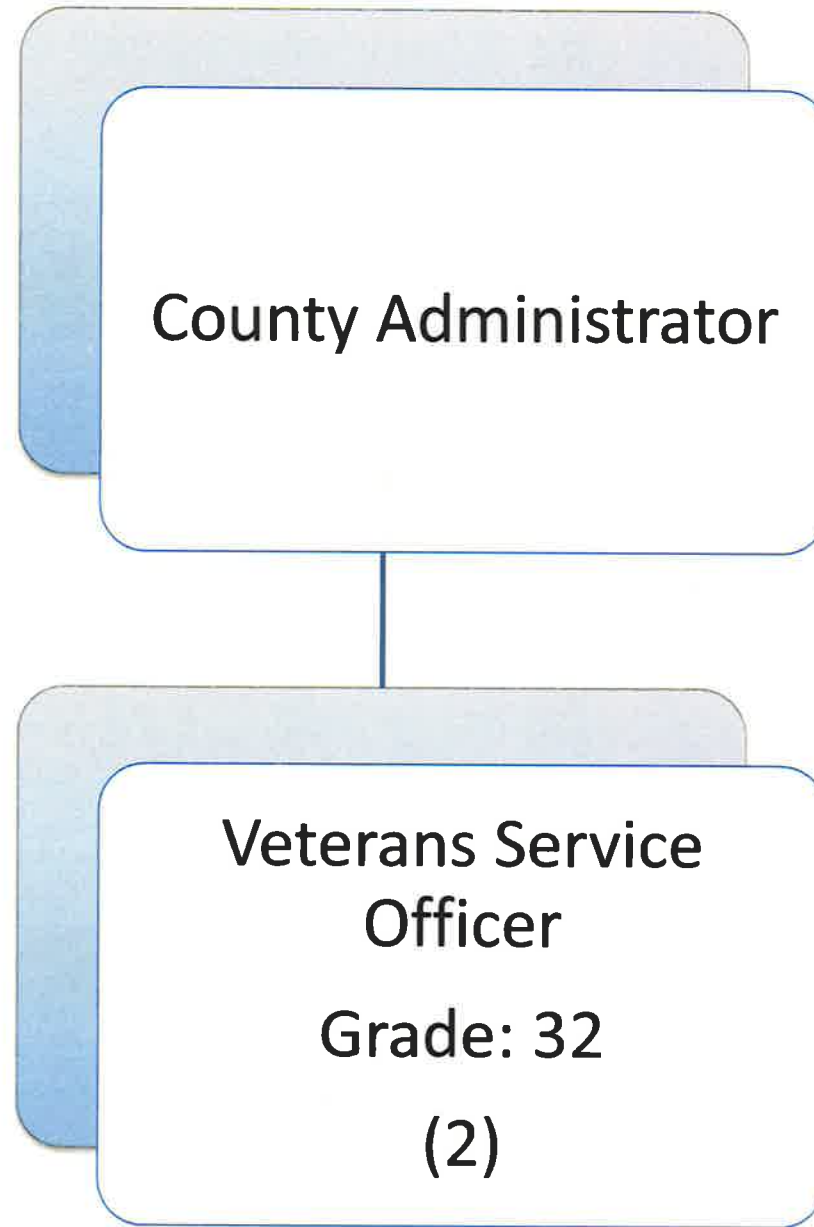 County Administrator
Veterans Service
Officer
Grade: 32
(2)